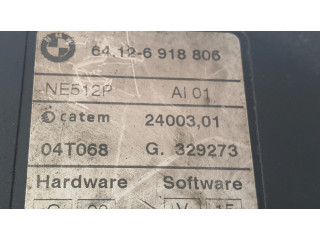 64.12-6 918 806
NE512P AI 01
catem 24003,01
04T068 G. 329273
Hardware Software